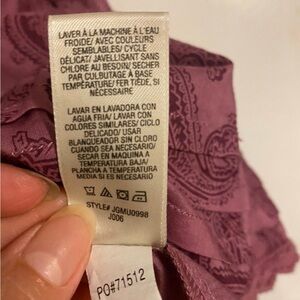 LAVER À LA MACHINE À L'EAU
FROIDE/ AVEC COULEURS
SEMBLABLES/ CYCLE
DÉLICAT/ JAVELLISANT SANS
CHLORE AU BESOIN/ SECHER
PAR CULBUTAGE À BASE
TEMPÉRATURE/ FER TIÈDE, SI
NÉCESSAIRE
LAVAR EN LAVADORA CON
AGUA FRIA/ LAVAR CON
COLORES SIMILARES/ CICLO
DELICADO/ USAR
BLANQUEADOR SIN CLORO
CUANDO SEA NECESARIO/
SECAR EN MAQUINA A
TEMPERATURA BAJA/
PLANCHA A TEMPERATURA
MEDIA SI ES NECESARIO
STYLE# JGMU0998
J006
PO#71512